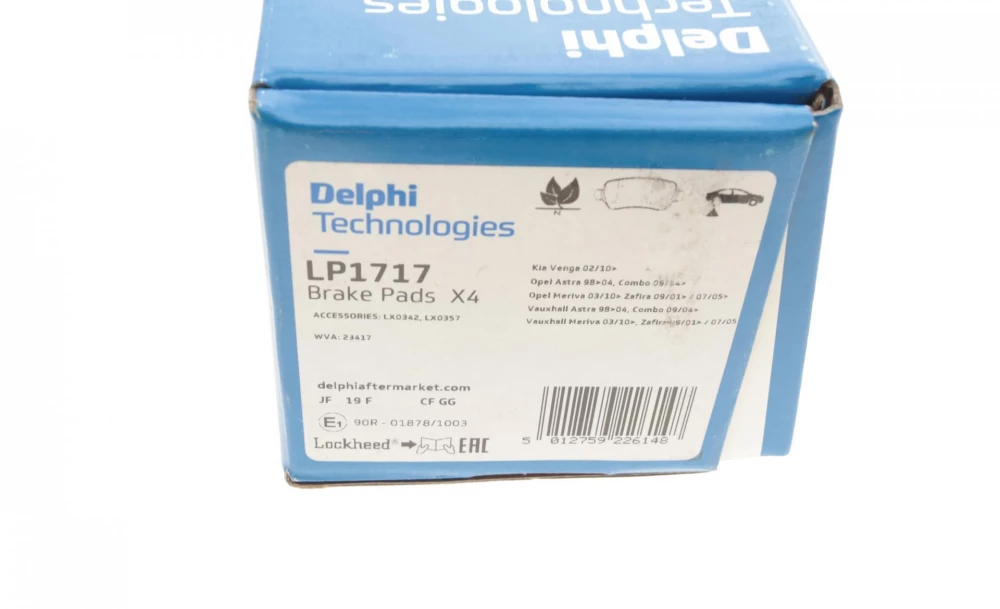 Delphi
Technologies
Delphi
Technologies
LP1717
Brake Pads X4
ACCESSORIES: LX0342, LX0357
WVA: 23417
N
Kia Venga 02/10>
Opel Astra 98>04, Combo 09/04>
Opel Meriva 03/10> Zafira 09/01> / 07/05>
Vauxhall Astra 98>04, Combo 09/04>
Vauxhall Meriva 03/10>, Zafira 09/01> / 07/05
delphiaftermarket.com
JF 19 F CF GG
E1 90R - 01878/1003
Lockheed® EAC
5 012759 226148